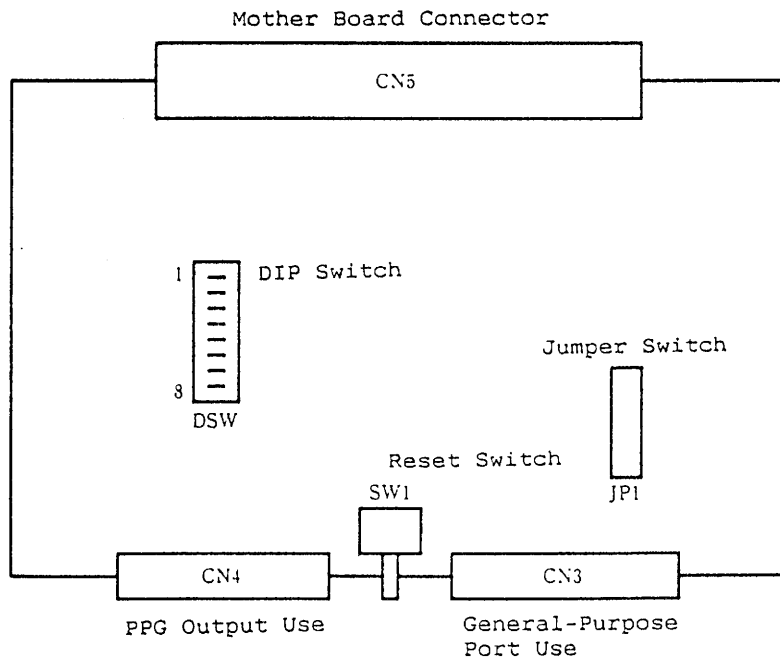 Mother Board Connector
CN5
1
DIP Switch
8
DSW
Jumper Switch
JP1
Reset Switch
SW1
CN4
CN3
PPG Output Use
General-Purpose
Port Use